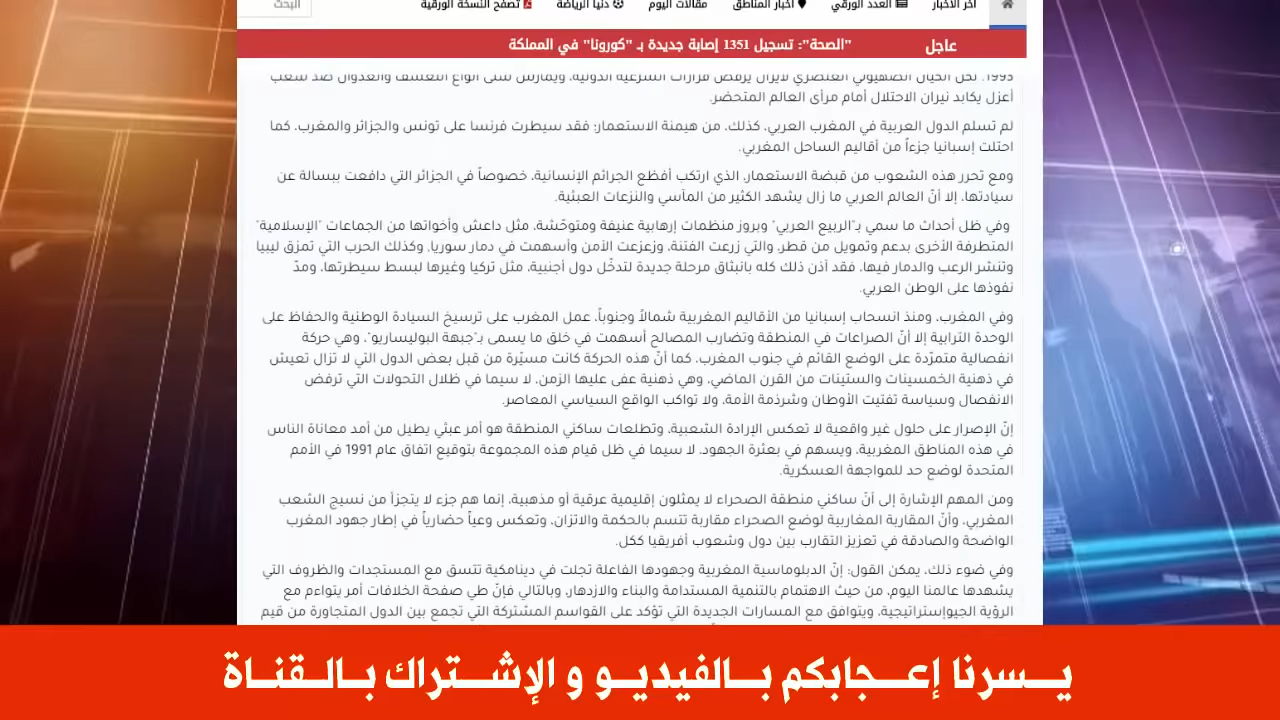 آخر الأخبار العدد الورقي أخبار المناطق مقالات اليوم دنيا الرياضة تصفح النسخة الورقية البحث
عاجل "الصحة": تسجيل 1351 إصابة جديدة بـ "كورونا" في المملكة
1993. لكن الكيان الصهيوني العنصري لايزال يرفض قرارات الشرعية الدولية، ويمارس شتى أنواع التعسف والعدوان ضد شعب
أعزل يكابد نيران الاحتلال أمام مرأى العالم المتحضر.
لم تسلم الدول العربية في المغرب العربي، كذلك، من هيمنة الاستعمار: فقد سيطرت فرنسا على تونس والجزائر والمغرب، كما
احتلت إسبانيا جزءاً من أقاليم الساحل المغربي.
ومع تحرر هذه الشعوب من قبضة الاستعمار، الذي ارتكب أفظع الجرائم الإنسانية، خصوصاً في الجزائر التي دافعت ببسالة عن
سيادتها، إلا أنّ العالم العربي ما زال يشهد الكثير من المآسي والنزعات العبثية.
وفي ظل أحداث ما سمي بـ"الربيع العربي" وبروز منظمات إرهابية عنيفة ومتوحّشة، مثل داعش وأخواتها من الجماعات "الإسلامية"
المتطرفة الأخرى بدعم وتمويل من قطر، والتي زرعت الفتنة، وزعزعت الأمن وأسهمت في دمار سوريا، وكذلك الحرب التي تمزق ليبيا
وتنشر الرعب والدمار فيها، فقد أذن ذلك كله بانبثاق مرحلة جديدة لتدخّل دول أجنبية، مثل تركيا وغيرها لبسط سيطرتها، ومدّ
نفوذها على الوطن العربي.
وفي المغرب، ومنذ انسحاب إسبانيا من الأقاليم المغربية شمالاً وجنوباً، عمل المغرب على ترسيخ السيادة الوطنية والحفاظ على
الوحدة الترابية إلا أنّ الصراعات في المنطقة وتضارب المصالح أسهمت في خلق ما يسمى بـ"جبهة البوليساريو"، وهي حركة
انفصالية متمرّدة على الوضع القائم في جنوب المغرب، كما أنّ هذه الحركة كانت مسيّرة من قبل بعض الدول التي لا تزال تعيش
في ذهنية الخمسينات والستينات من القرن الماضي، وهي ذهنية عفى عليها الزمن، لا سيما في ظلال التحولات التي ترفض
الانفصال وسياسة تفتيت الأوطان وشرذمة الأمة، ولا تواكب الواقع السياسي المعاصر.
إنّ الإصرار على حلول غير واقعية لا تعكس الإرادة الشعبية، وتطلعات ساكني المنطقة هو أمر عبثي يطيل من أمد معاناة الناس
في هذه المناطق المغربية، ويسهم في بعثرة الجهود، لا سيما في ظل قيام هذه المجموعة بتوقيع اتفاق عام 1991 في الأمم
المتحدة لوضع حد للمواجهة العسكرية.
ومن المهم الإشارة إلى أنّ ساكني منطقة الصحراء لا يمثلون إقليمية عرقية أو مذهبية، إنما هم جزء لا يتجزأ من نسيج الشعب
المغربي، وأنّ المقاربة المغاربية لوضع الصحراء مقاربة تتسم بالحكمة والاتزان، وتعكس وعياً حضارياً في إطار جهود المغرب
الواضحة والصادقة في تعزيز التقارب بين دول وشعوب أفريقيا ككل.
وفي ضوء ذلك، يمكن القول: إنّ الدبلوماسية المغربية وجهودها الفاعلة تجلت في دينامكية تتسق مع المستجدات والظروف التي
يشهدها عالمنا اليوم، من حيث الاهتمام بالتنمية المستدامة والبناء والازدهار، وبالتالي فإنّ طي صفحة الخلافات أمر يتواءم مع
الرؤية الجيوإستراتيجية، ويتوافق مع المسارات الجديدة التي تؤكد على القواسم المشتركة التي تجمع بين الدول المتجاورة من قيم
يسرنا إعجابكم بالفيديو و الإشتراك بالقناة